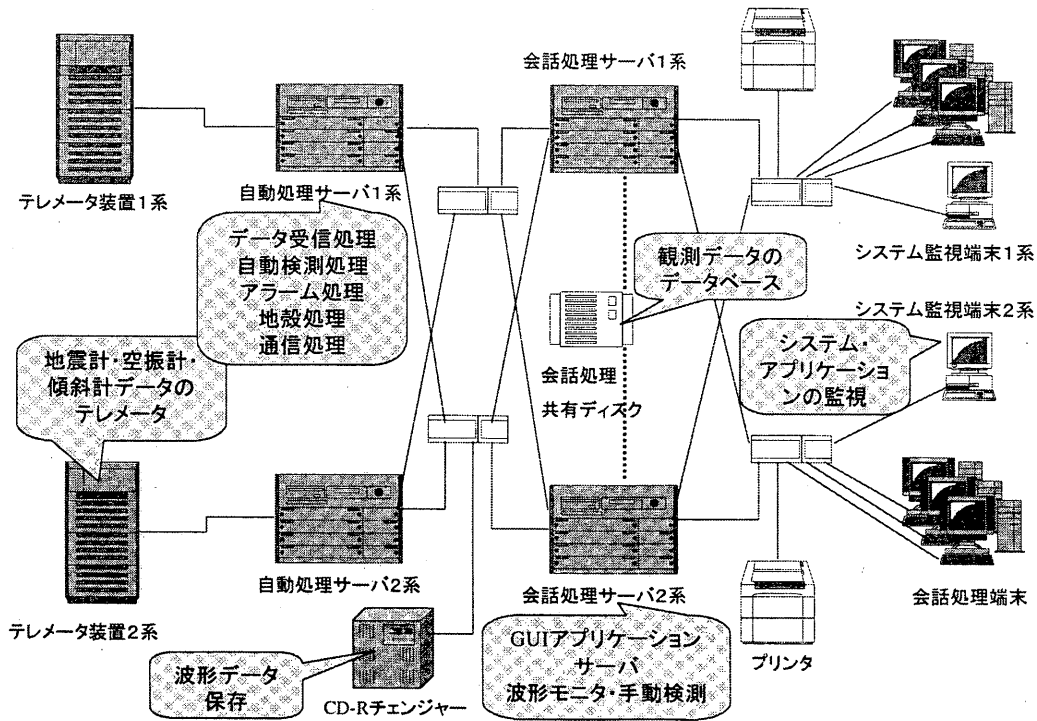 会話処理サーバ1系
テレメータ装置1系
自動処理サーバ1系
データ受信処理
自動検測処理
アラーム処理
地殻処理
通信処理
観測データの
データベース
システム監視端末1系
システム監視端末2系
地震計・空振計・
傾斜計データの
テレメータ
会話処理
共有ディスク
システム・
アプリケーショ
ンの監視
自動処理サーバ2系
会話処理サーバ2系
会話処理端末
テレメータ装置2系
GUIアプリケーション
サーバ
波形モニタ・手動検測
プリンタ
波形データ
保存
CD-Rチェンジャー